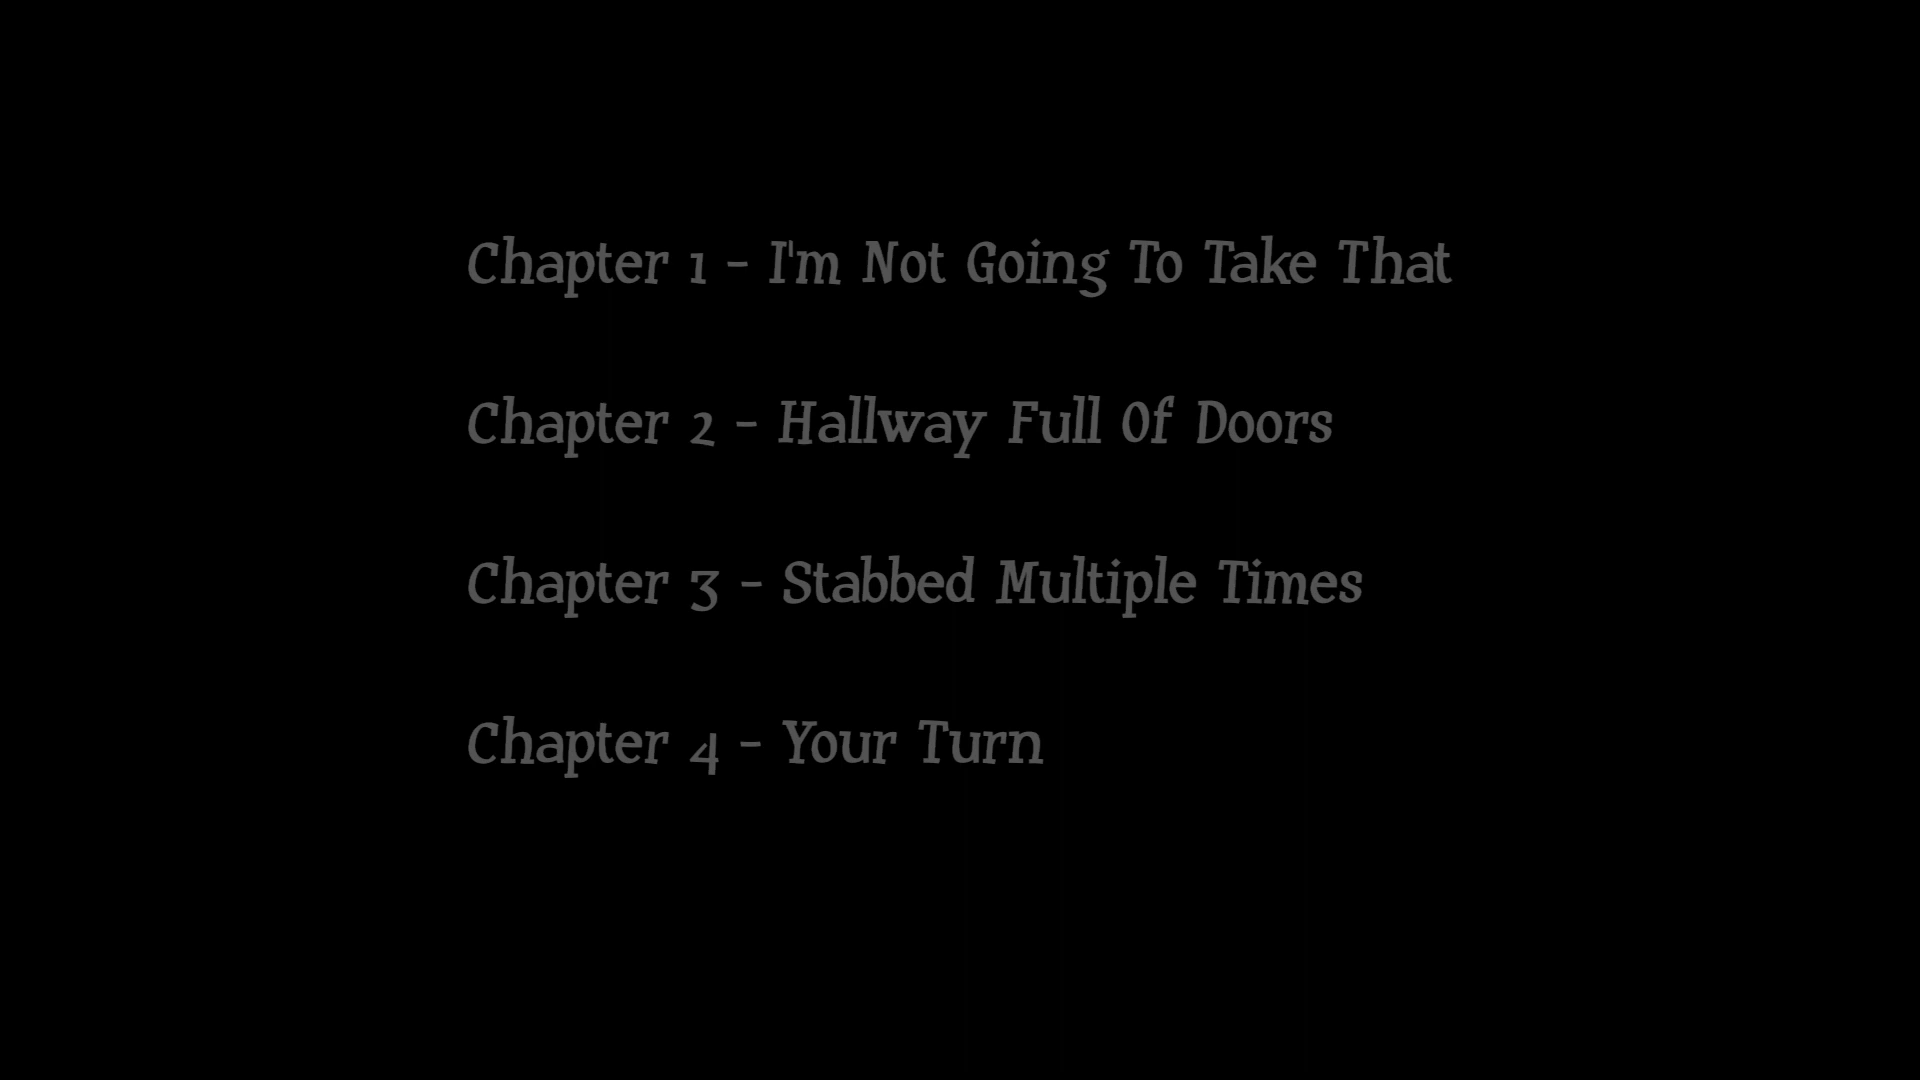 Chapter 1 - I'm Not Going To Take That
Chapter 2 - Hallway Full Of Doors
Chapter 3 - Stabbed Multiple Times
Chapter 4 - Your Turn